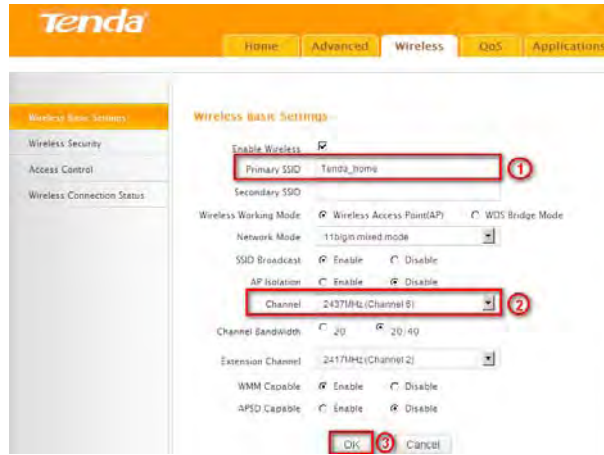 Tenda
Home Advanced Wireless QoS Applications
Wireless Basic Settings
Wireless Security
Access Control
Wireless Connection Status
Wireless Basic Settings
Enable Wireless
Primary SSID Tenda_home ①
Secondary SSID
Wireless Working Mode Wireless Access Point(AP) WDS Bridge Mode
Network Mode 11b/g/n mixed mode
SSID Broadcast Enable Disable
AP Isolation Enable Disable
Channel 2437MHz (Channel 6) ②
Channel Bandwidth 20 20/40
Extension Channel 2417MHz (Channel 2)
WMM Capable Enable Disable
APSD Capable Enable Disable
OK ③ Cancel